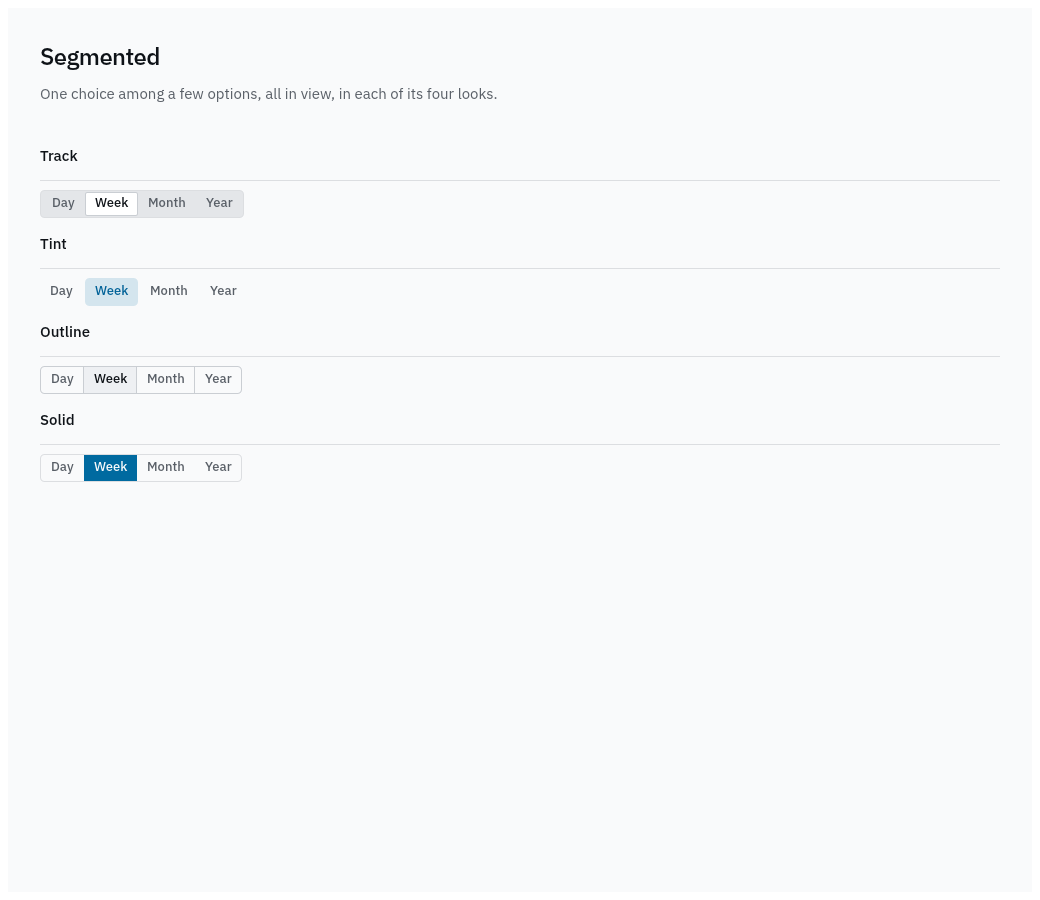 Segmented
One choice among a few options, all in view, in each of its four looks.
Track
Day Week Month Year
Tint
Day Week Month Year
Outline
Day Week Month Year
Solid
Day Week Month Year